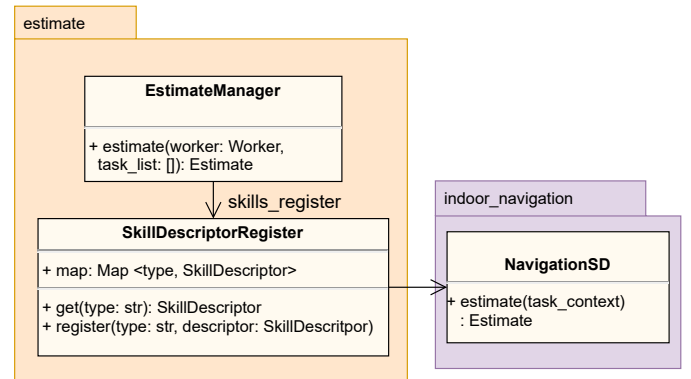 estimate
EstimateManager
+ estimate(worker: Worker,
task_list: []): Estimate
skills_register
SkillDescriptorRegister
+ map: Map <type, SkillDescriptor>
+ get(type: str): SkillDescriptor
+ register(type: str, descriptor: SkillDescritpor)
indoor_navigation
NavigationSD
+ estimate(task_context)
: Estimate